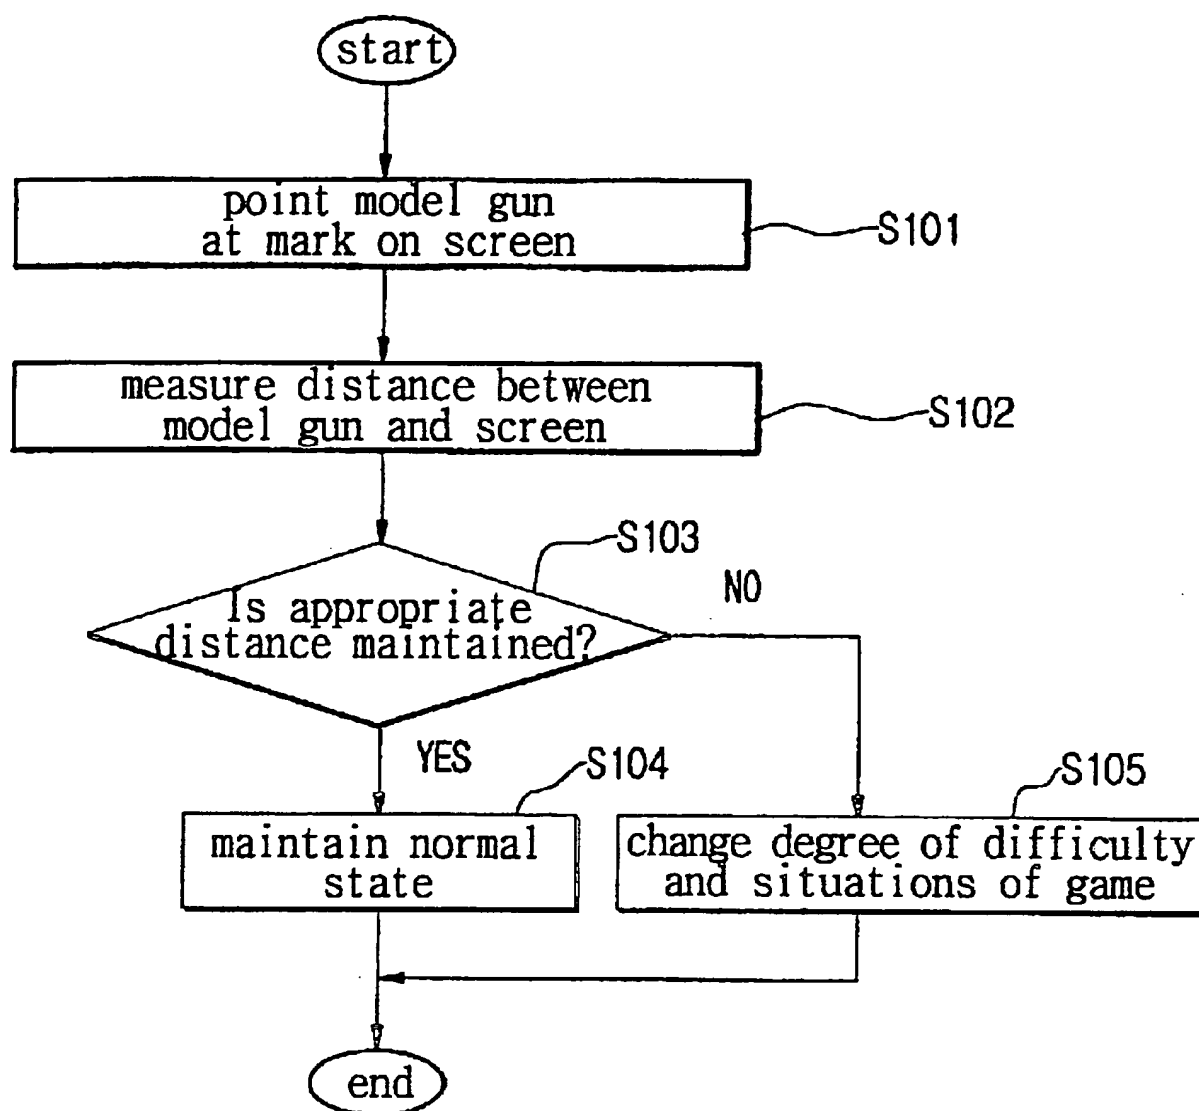 start
point model gun
at mark on screen
S101
measure distance between
model gun and screen
S102
S103
Is appropriate
distance maintained?
NO
YES
S104
maintain normal
state
S105
change degree of difficulty
and situations of game
end